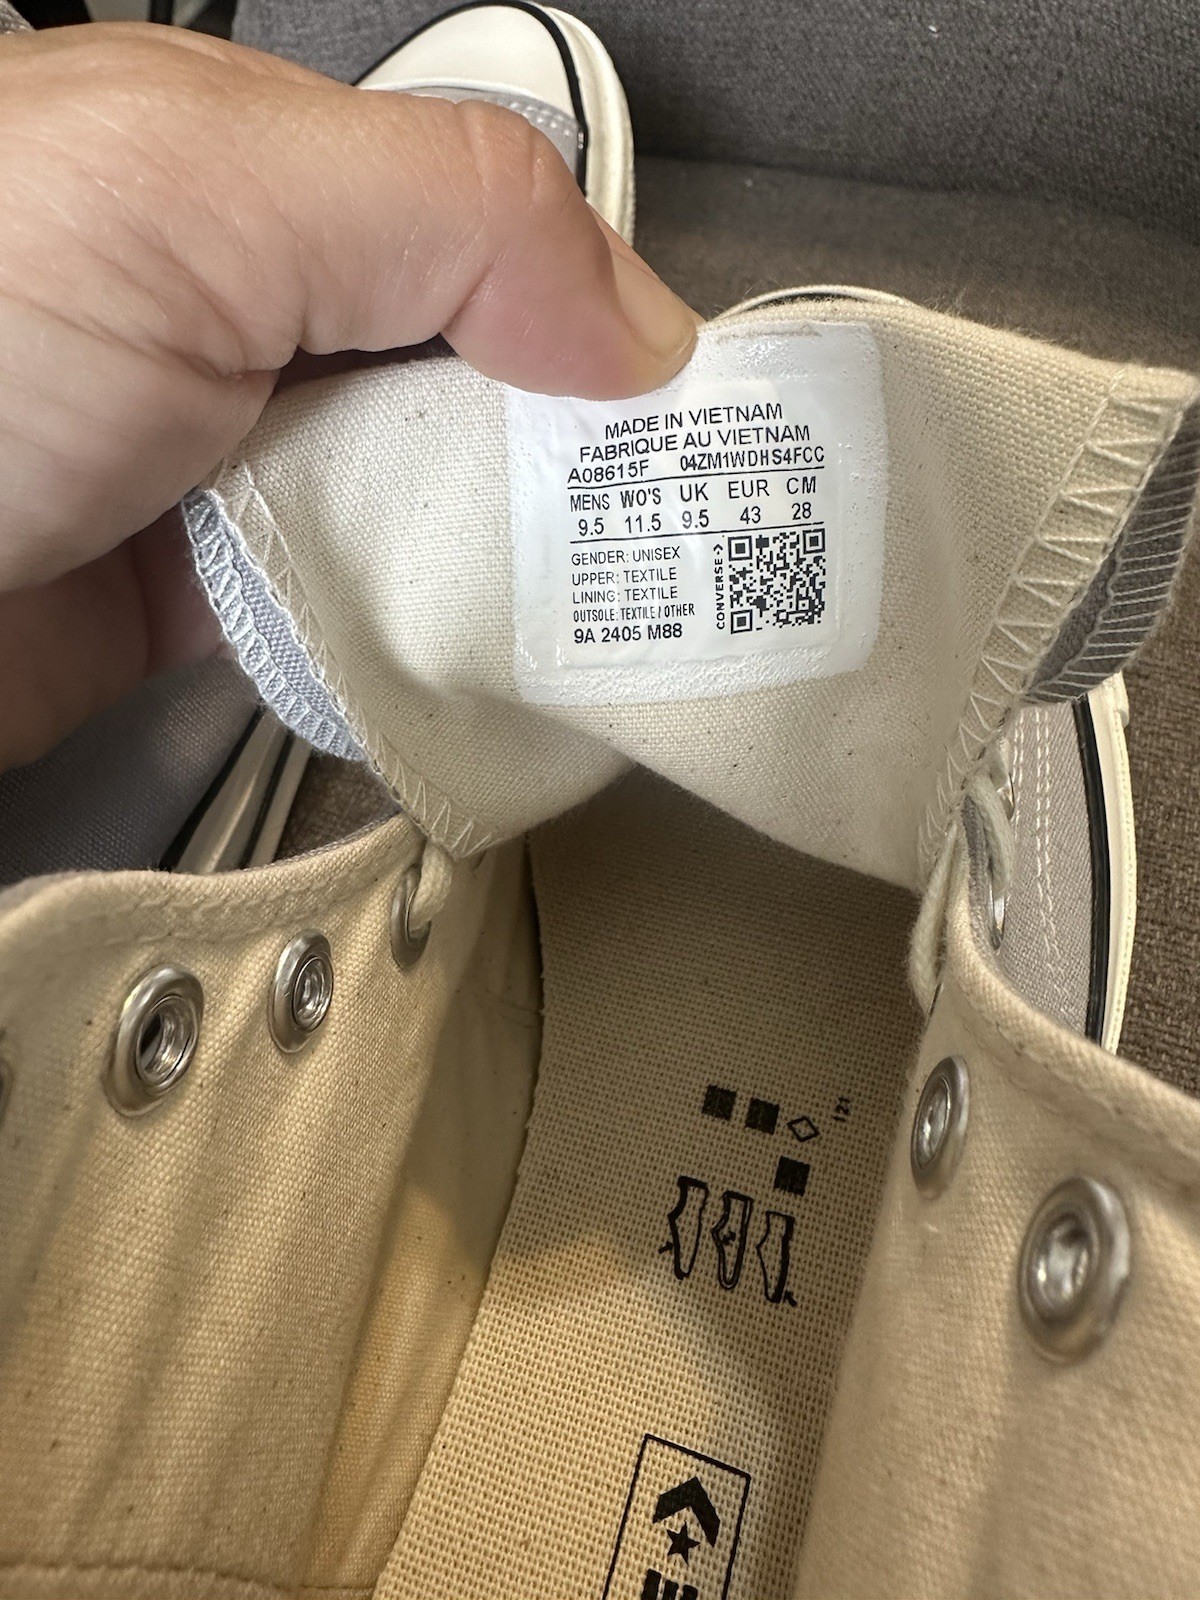 MADE IN VIETNAM
FABRIQUE AU VIETNAM
A08615F 04ZM1WDHS4FCC
MENS WO'S UK EUR CM
9.5 11.5 9.5 43 28
GENDER: UNISEX
UPPER: TEXTILE
LINING: TEXTILE
OUTSOLE: TEXTILE / OTHER
9A 2405 M88
CONVERSE
121